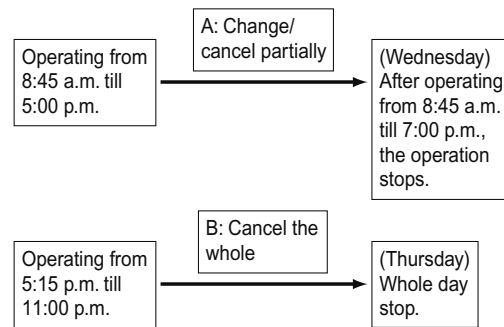 A: Change/
cancel partially
Operating from
8:45 a.m. till
5:00 p.m.
(Wednesday)
After operating
from 8:45 a.m.
till 7:00 p.m.,
the operation
stops.
B: Cancel the
whole
Operating from
5:15 p.m. till
11:00 p.m.
(Thursday)
Whole day
stop.